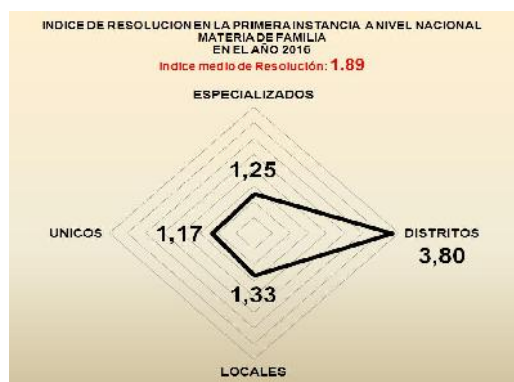 INDICE DE RESOLUCION EN LA PRIMERA INSTANCIA A NIVEL NACIONAL
MATERIA DE FAMILIA
EN EL AÑO 2016
Indice medio de Resolución: 1.89
ESPECIALIZADOS
1,25
UNICOS
1,17
DISTRITOS
3,80
1,33
LOCALES